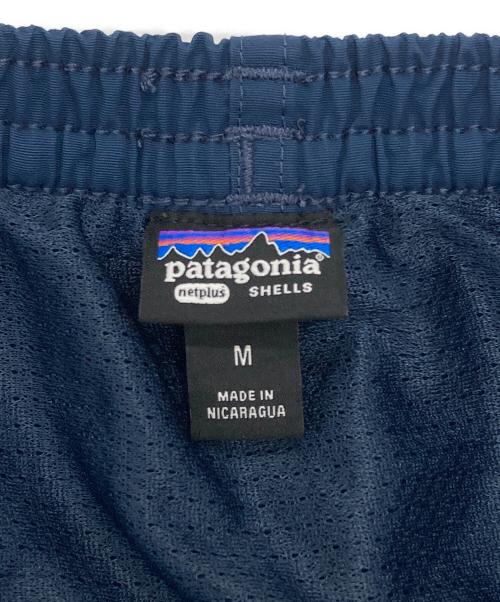 patagonia®
netplus SHELLS
M
MADE IN
NICARAGUA